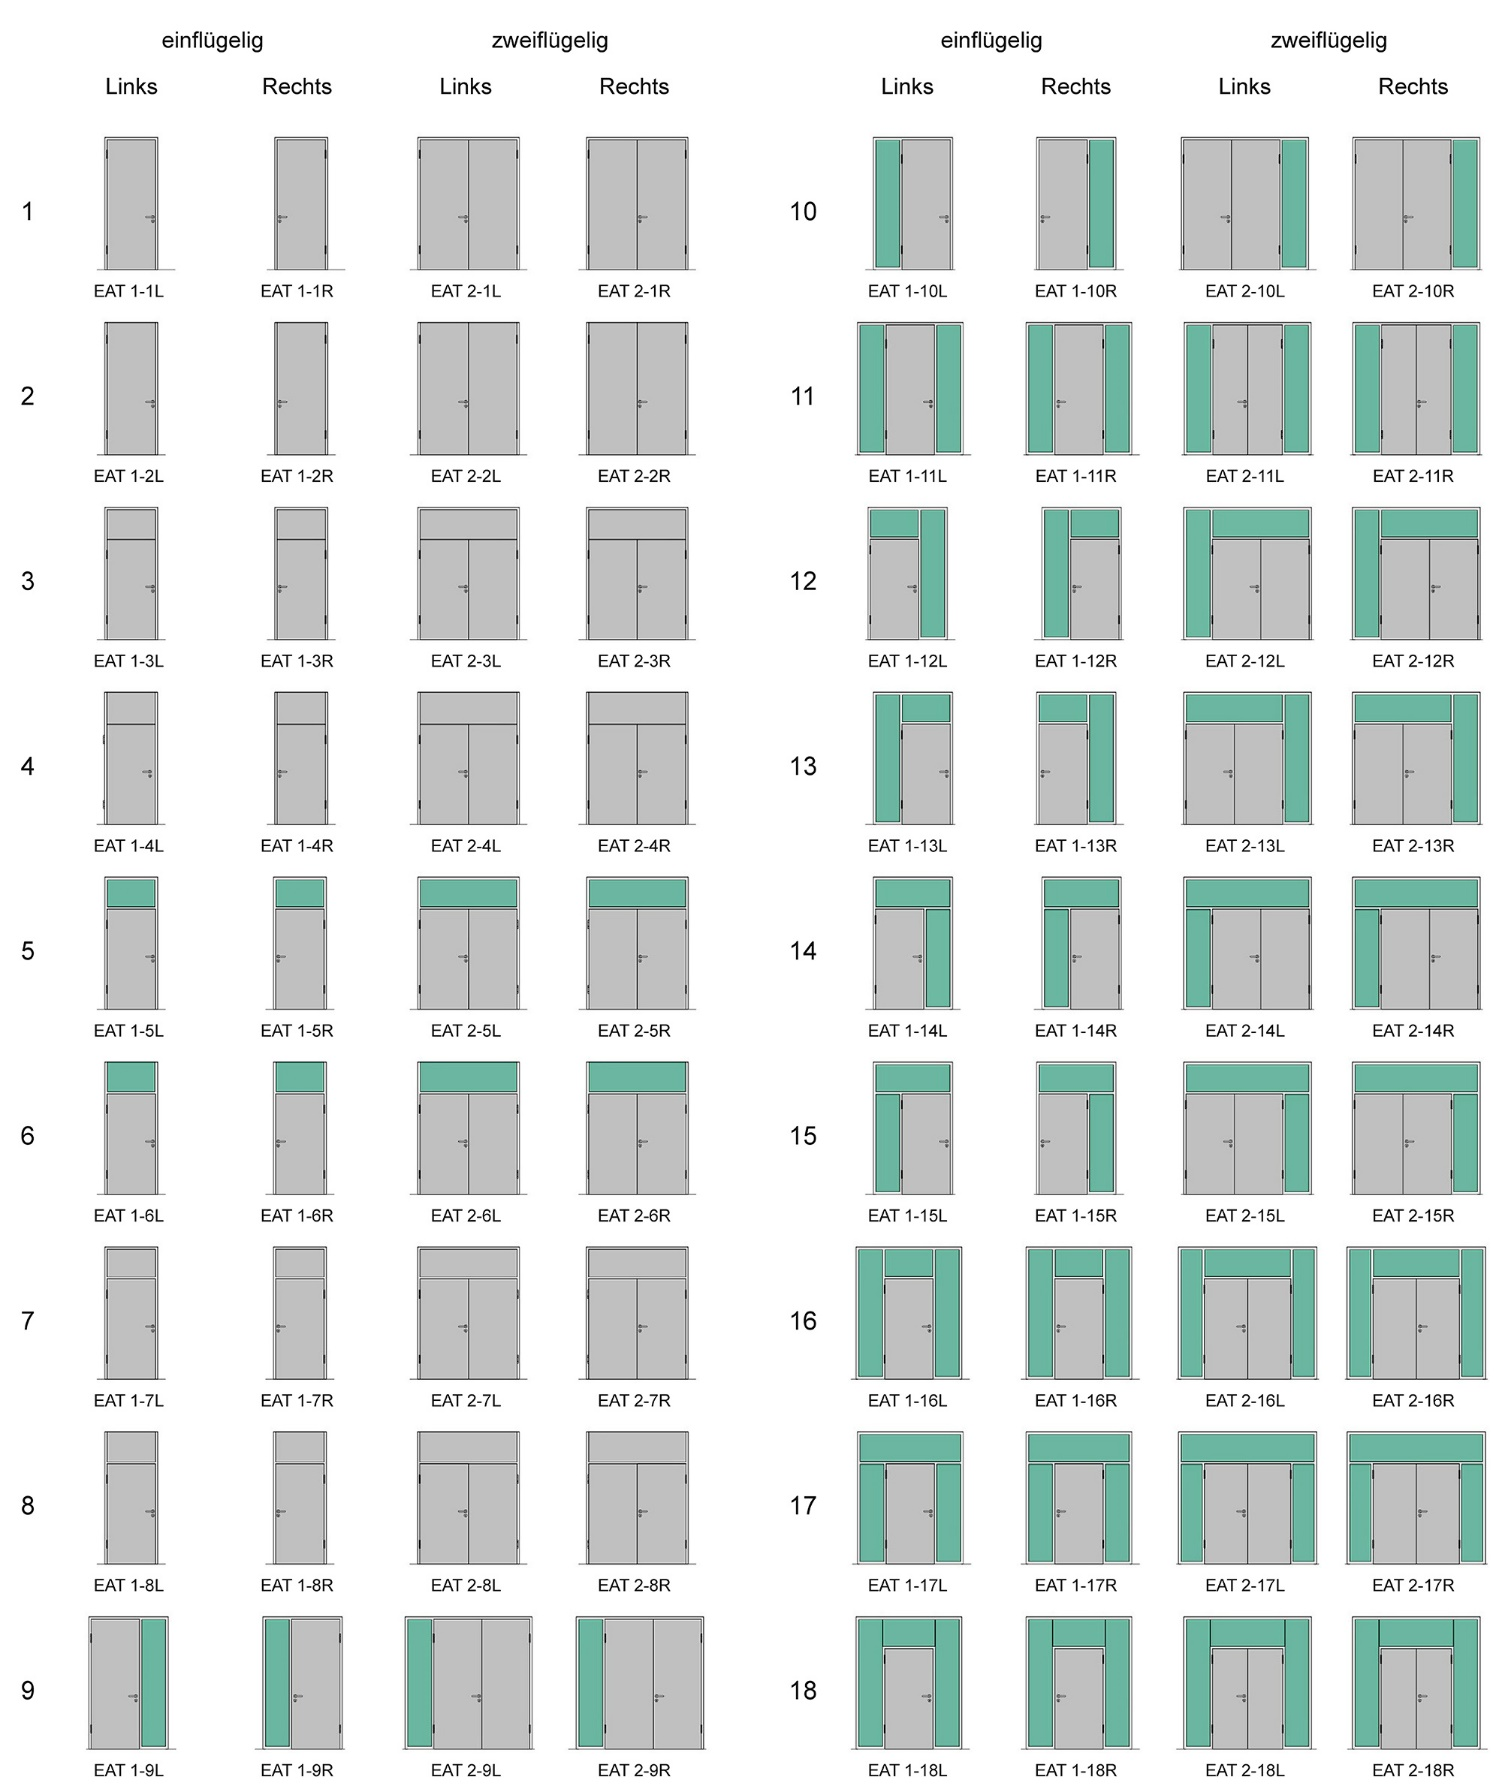 einflügelig zweiflügelig einflügelig zweiflügelig
Links Rechts Links Rechts Links Rechts Links Rechts
1 10
EAT 1-1L EAT 1-1R EAT 2-1L EAT 2-1R EAT 1-10L EAT 1-10R EAT 2-10L EAT 2-10R
2 11
EAT 1-2L EAT 1-2R EAT 2-2L EAT 2-2R EAT 1-11L EAT 1-11R EAT 2-11L EAT 2-11R
3 12
EAT 1-3L EAT 1-3R EAT 2-3L EAT 2-3R EAT 1-12L EAT 1-12R EAT 2-12L EAT 2-12R
4 13
EAT 1-4L EAT 1-4R EAT 2-4L EAT 2-4R EAT 1-13L EAT 1-13R EAT 2-13L EAT 2-13R
5 14
EAT 1-5L EAT 1-5R EAT 2-5L EAT 2-5R EAT 1-14L EAT 1-14R EAT 2-14L EAT 2-14R
6 15
EAT 1-6L EAT 1-6R EAT 2-6L EAT 2-6R EAT 1-15L EAT 1-15R EAT 2-15L EAT 2-15R
7 16
EAT 1-7L EAT 1-7R EAT 2-7L EAT 2-7R EAT 1-16L EAT 1-16R EAT 2-16L EAT 2-16R
8 17
EAT 1-8L EAT 1-8R EAT 2-8L EAT 2-8R EAT 1-17L EAT 1-17R EAT 2-17L EAT 2-17R
9 18
EAT 1-9L EAT 1-9R EAT 2-9L EAT 2-9R EAT 1-18L EAT 1-18R EAT 2-18L EAT 2-18R